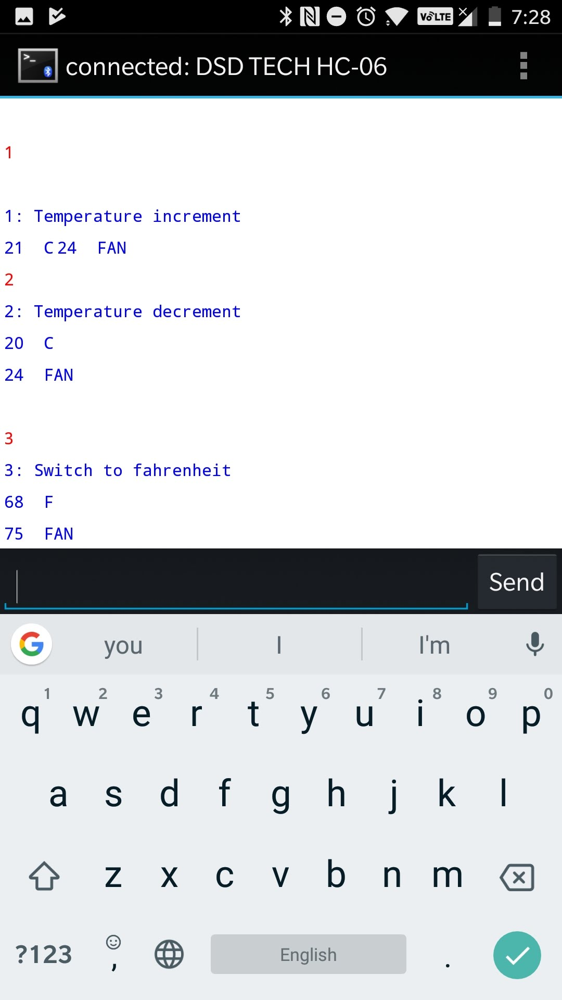 VoLTE 7:28
>_ connected: DSD TECH HC-06
1
1: Temperature increment
21 C 24 FAN
2
2: Temperature decrement
20 C
24 FAN
3
3: Switch to fahrenheit
68 F
75 FAN
Send
G you I I'm
1 2 3 4 5 6 7 8 9 0
q w e r t y u i o p
a s d f g h j k l
z x c v b n m
?123 , English .